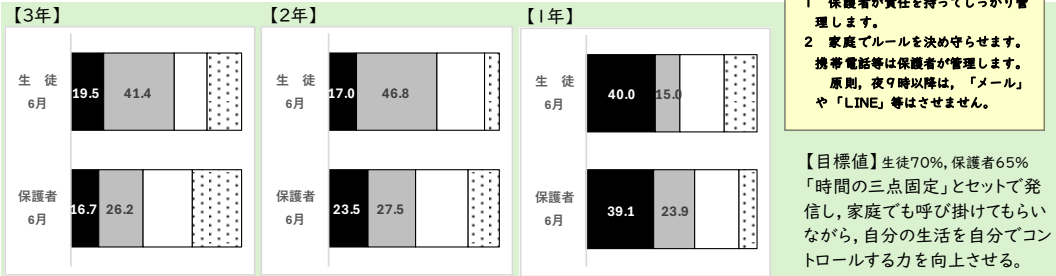 【3年】
生　徒
6月
19.5 41.4
保護者
6月
16.7 26.2
【2年】
17.0 46.8
23.5 27.5
【1年】
生　徒
6月
40.0 15.0
保護者
6月
39.1 23.9
1　保護者が責任を持ってしっかり管
理します。
2　家庭でルールを決め守らせます。
携帯電話等は保護者が管理します。
原則，夜9時以降は，「メール」
や「LINE」等はさせません。
【目標値】生徒70%，保護者65%
「時間の三点固定」とセットで発
信し，家庭でも呼び掛けてもらい
ながら，自分の生活を自分でコン
トロールする力を向上させる。